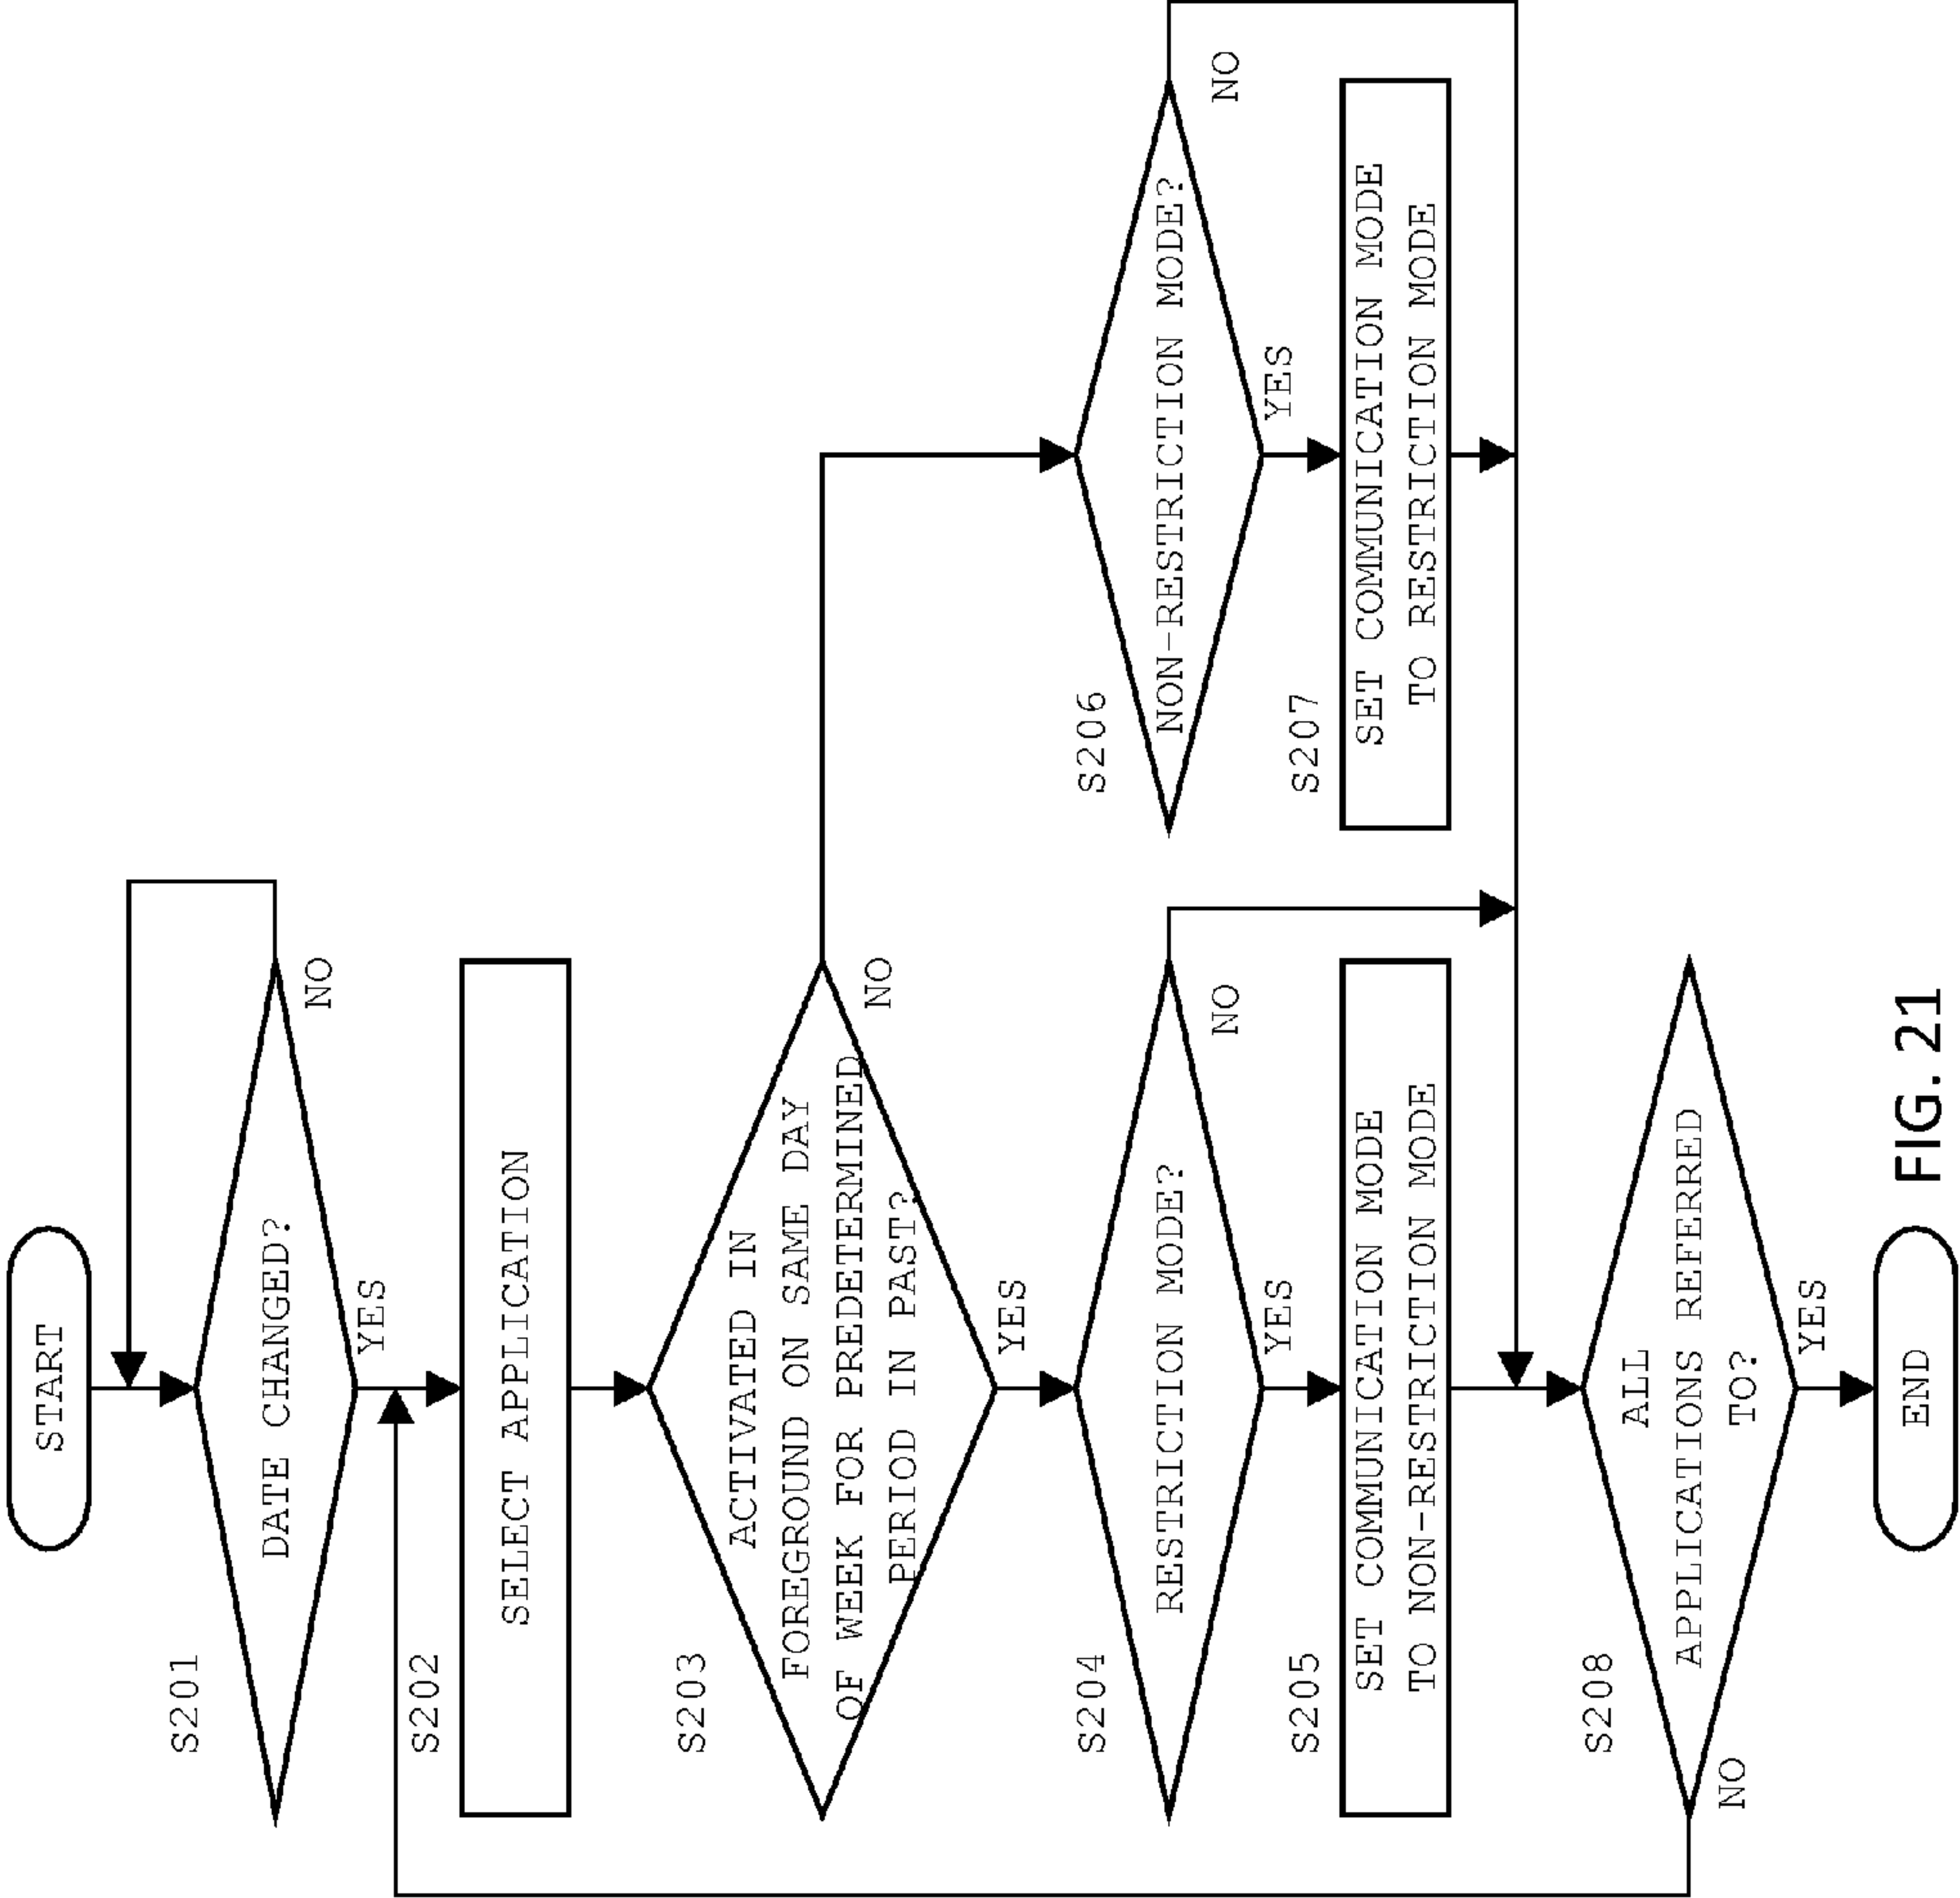 START
S201
DATE CHANGED?
NO
YES
S202
SELECT APPLICATION
S203
ACTIVATED IN
FOREGROUND ON SAME DAY
OF WEEK FOR PREDETERMINED
PERIOD IN PAST?
NO
YES
S204
RESTRICTION MODE?
NO
YES
S205
SET COMMUNICATION MODE
TO NON-RESTRICTION MODE
S206
NON-RESTRICTION MODE?
NO
YES
S207
SET COMMUNICATION MODE
TO RESTRICTION MODE
S208
ALL
APPLICATIONS REFERRED
TO?
NO
YES
END
FIG. 21